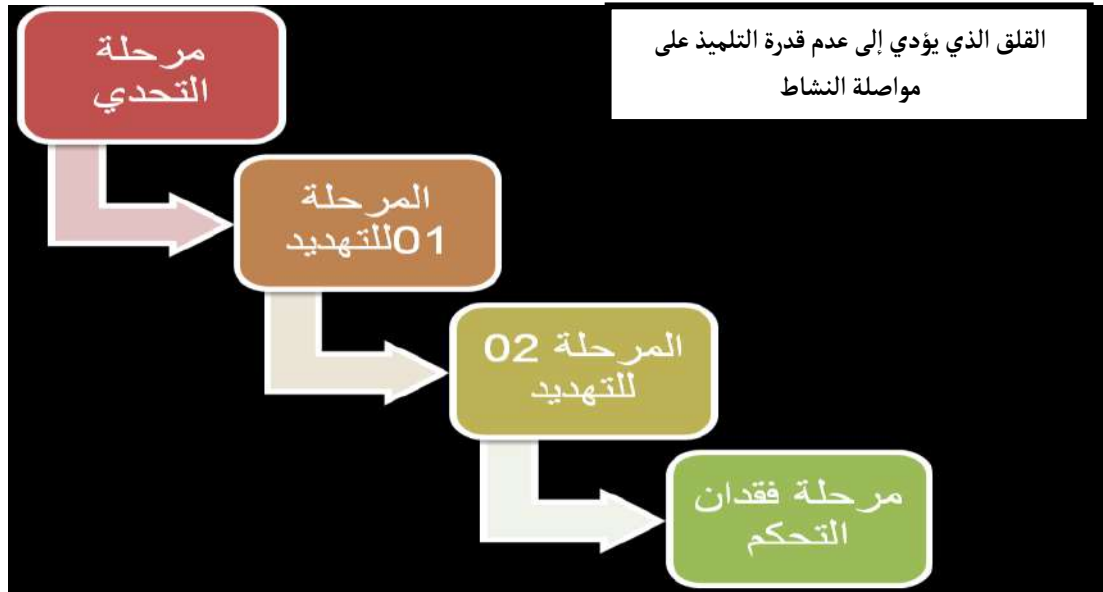 القلق الذي يؤدي إلى عدم قدرة التلميذ على
مواصلة النشاط
مرحلة
التحدي
المرحلة
01للتهديد
المرحلة 02
للتهديد
مرحلة فقدان
التحكم